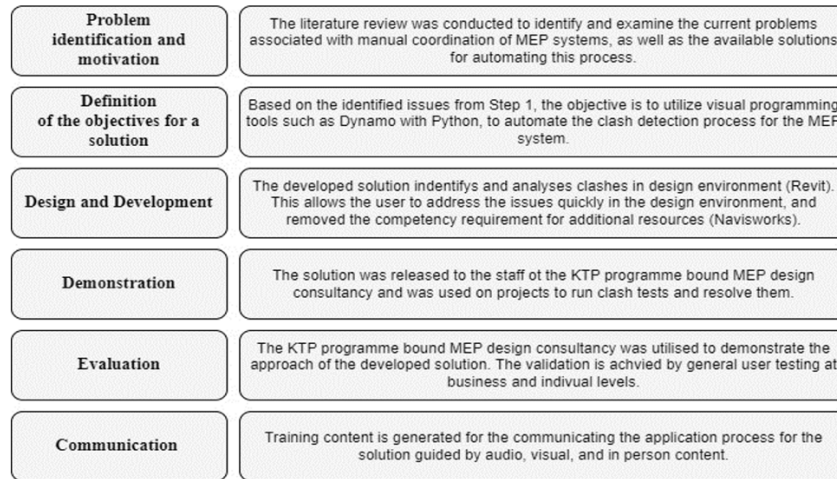 Problem
identification and
motivation
The literature review was conducted to identify and examine the current problems
associated with manual coordination of MEP systems, as well as the available solutions
for automating this process.
Definition
of the objectives for a
solution
Based on the identified issues from Step 1, the objective is to utilize visual programming
tools such as Dynamo with Python, to automate the clash detection process for the MEP
system.
Design and Development
The developed solution indentifys and analyses clashes in design environment (Revit).
This allows the user to address the issues quickly in the design environment, and
removed the competency requirement for additional resources (Navisworks).
Demonstration
The solution was released to the staff ot the KTP programme bound MEP design
consultancy and was used on projects to run clash tests and resolve them.
Evaluation
The KTP programme bound MEP design consultancy was utilised to demonstrate the
approach of the developed solution. The validation is achvied by general user testing at
business and indivual levels.
Communication
Training content is generated for the communicating the application process for the
solution guided by audio, visual, and in person content.